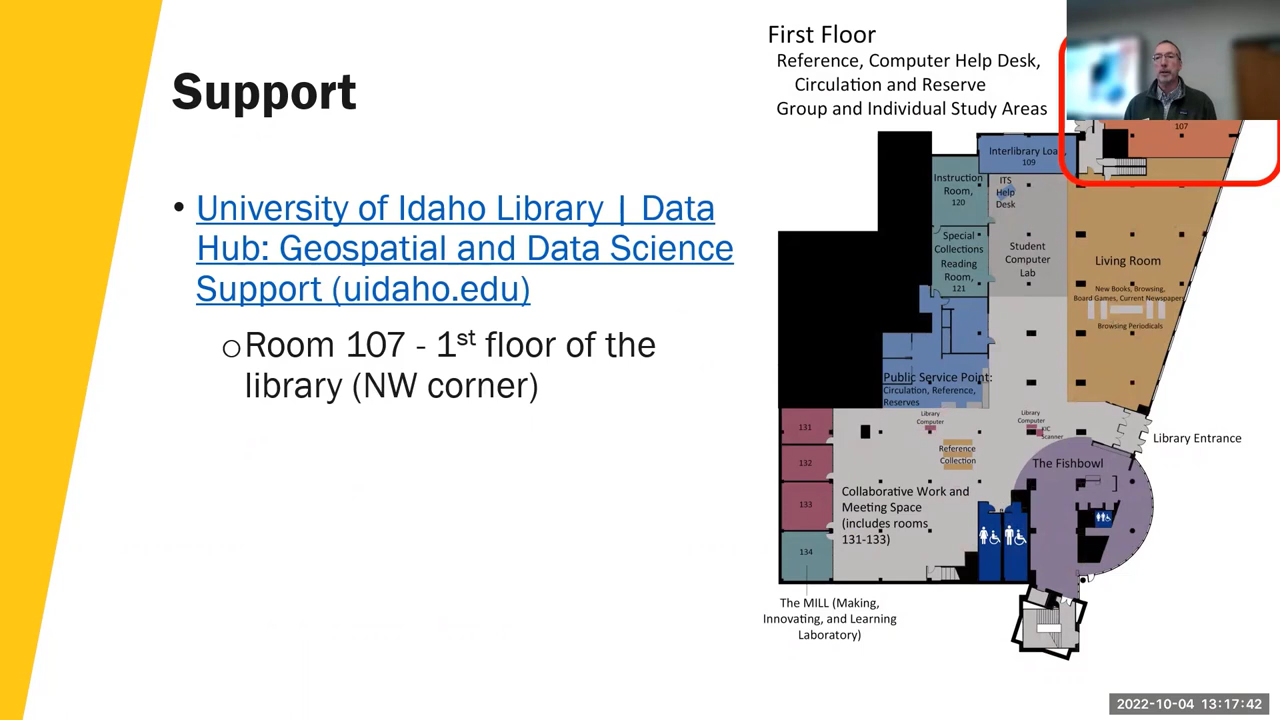 Support
• University of Idaho Library | Data
Hub: Geospatial and Data Science
Support (uidaho.edu)
○Room 107 - 1st floor of the
library (NW corner)
First Floor
Reference, Computer Help Desk,
Circulation and Reserve
Group and Individual Study Areas
107
Interlibrary Loa
109
Instruction
Room,
120
ITS
Help
Desk
Special
Collections
Reading
Room,
121
Student
Computer
Lab
Living Room
New Books, Browsing,
Board Games, Current Newspapers
Browsing Periodicals
Public Service Point:
Circulation, Reference,
Reserves
Library
Computer
Library
Computer
Scanner
131
132
133
134
Reference
Collection
Library Entrance
The Fishbowl
Collaborative Work and
Meeting Space
(includes rooms
131-133)
The MILL (Making,
Innovating, and Learning
Laboratory)
2022-10-04 13:17:42